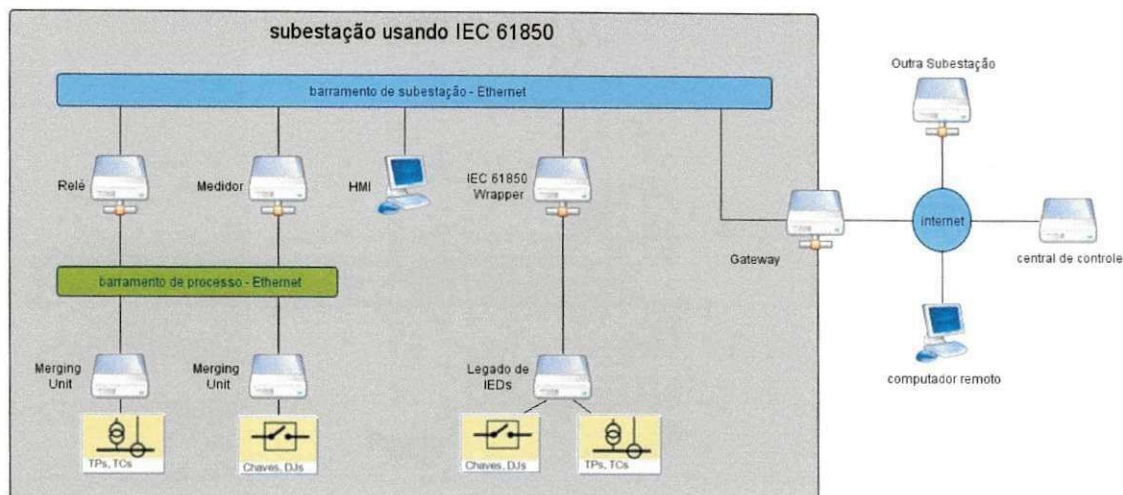 subestação usando IEC 61850
barramento de subestação - Ethernet
Outra Subestação
Relé
Medidor
HMI
IEC 61850
Wrapper
Gateway
internet
central de controle
barramento de processo - Ethernet
Merging
Unit
Merging
Unit
Legado de
IEDs
computador remoto
TPs, TCs
Chaves, DJs
Chaves, DJs
TPs, TCs